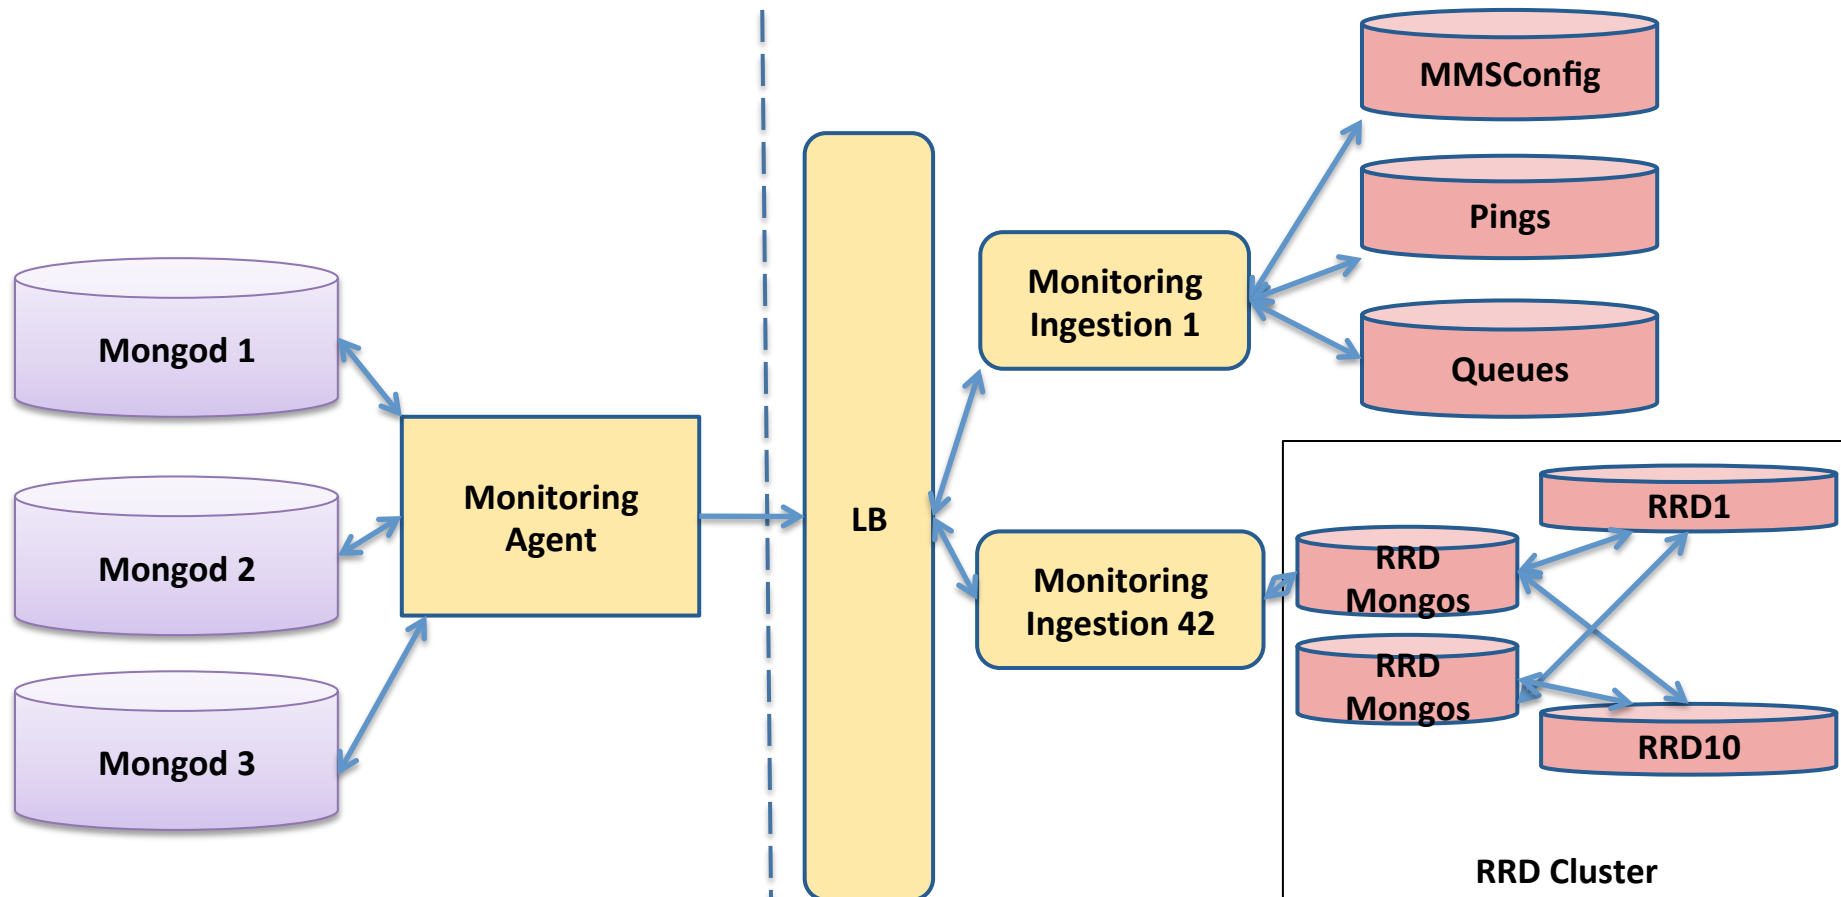 Mongod 1
Mongod 2
Mongod 3
Monitoring
Agent
LB
Monitoring
Ingestion 1
Monitoring
Ingestion 42
MMSConfig
Pings
Queues
RRD
Mongos
RRD
Mongos
RRD1
RRD10
RRD Cluster